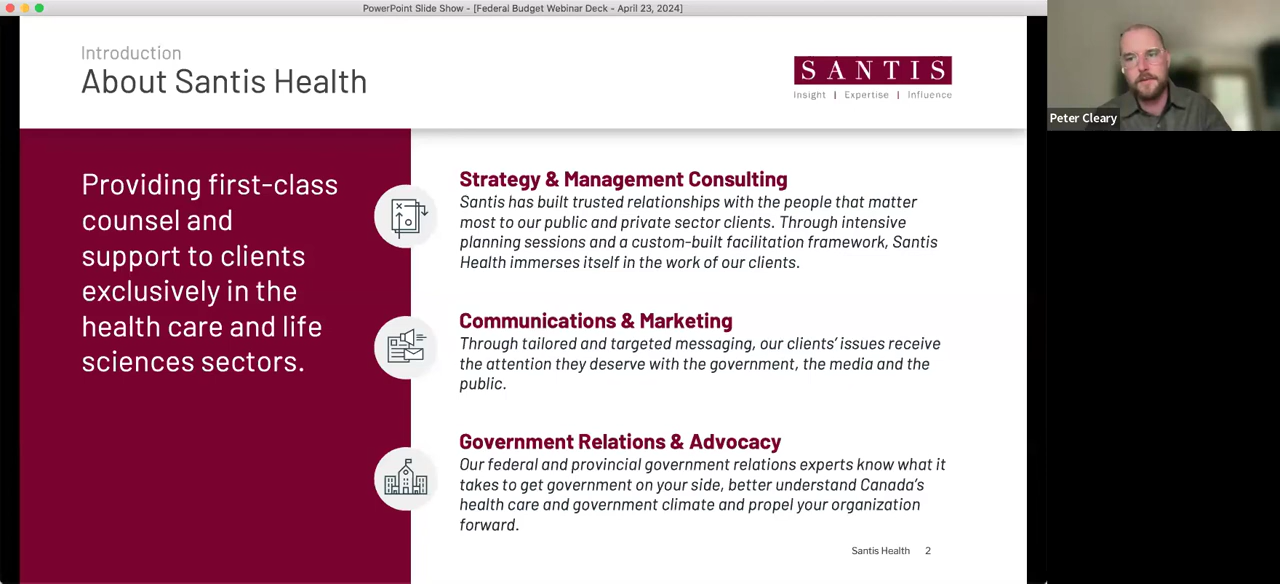 PowerPoint Slide Show - [Federal Budget Webinar Deck - April 23, 2024]
Introduction
About Santis Health
SANTIS
Insight | Expertise | Influence
Peter Cleary
Providing first-class
counsel and
support to clients
exclusively in the
health care and life
sciences sectors.
Strategy & Management Consulting
Santis has built trusted relationships with the people that matter
most to our public and private sector clients. Through intensive
planning sessions and a custom-built facilitation framework, Santis
Health immerses itself in the work of our clients.
Communications & Marketing
Through tailored and targeted messaging, our clients' issues receive
the attention they deserve with the government, the media and the
public.
Government Relations & Advocacy
Our federal and provincial government relations experts know what it
takes to get government on your side, better understand Canada's
health care and government climate and propel your organization
forward.
Santis Health 2